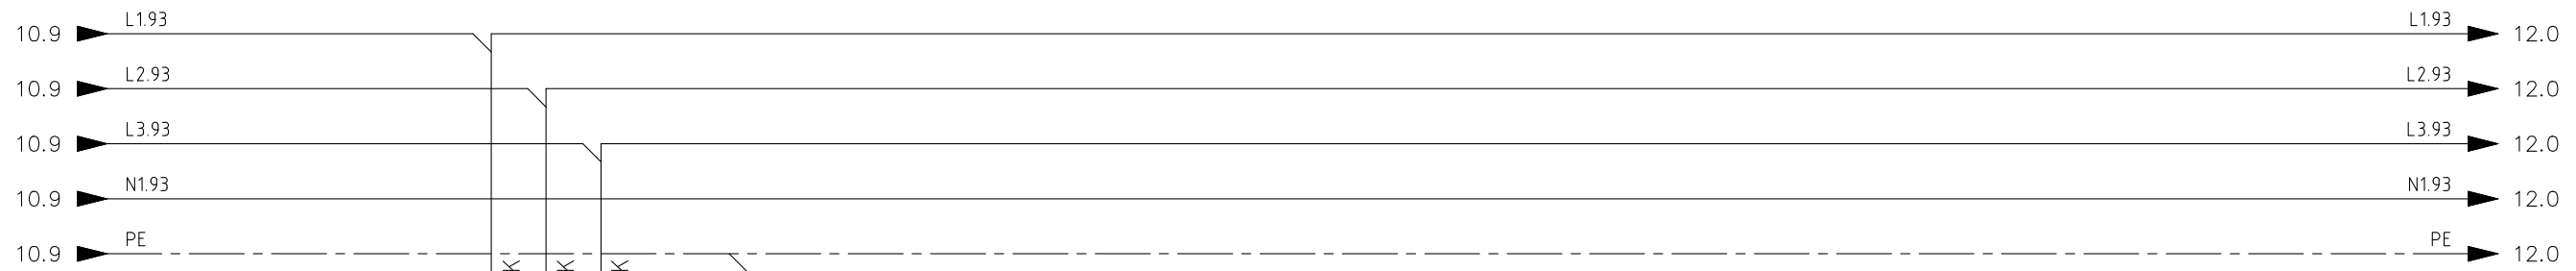 10.9 L1.93 L1.93 12.0
10.9 L2.93 L2.93 12.0
10.9 L3.93 L3.93 12.0
10.9 N1.93 N1.93 12.0
10.9 PE PE 12.0
K K K